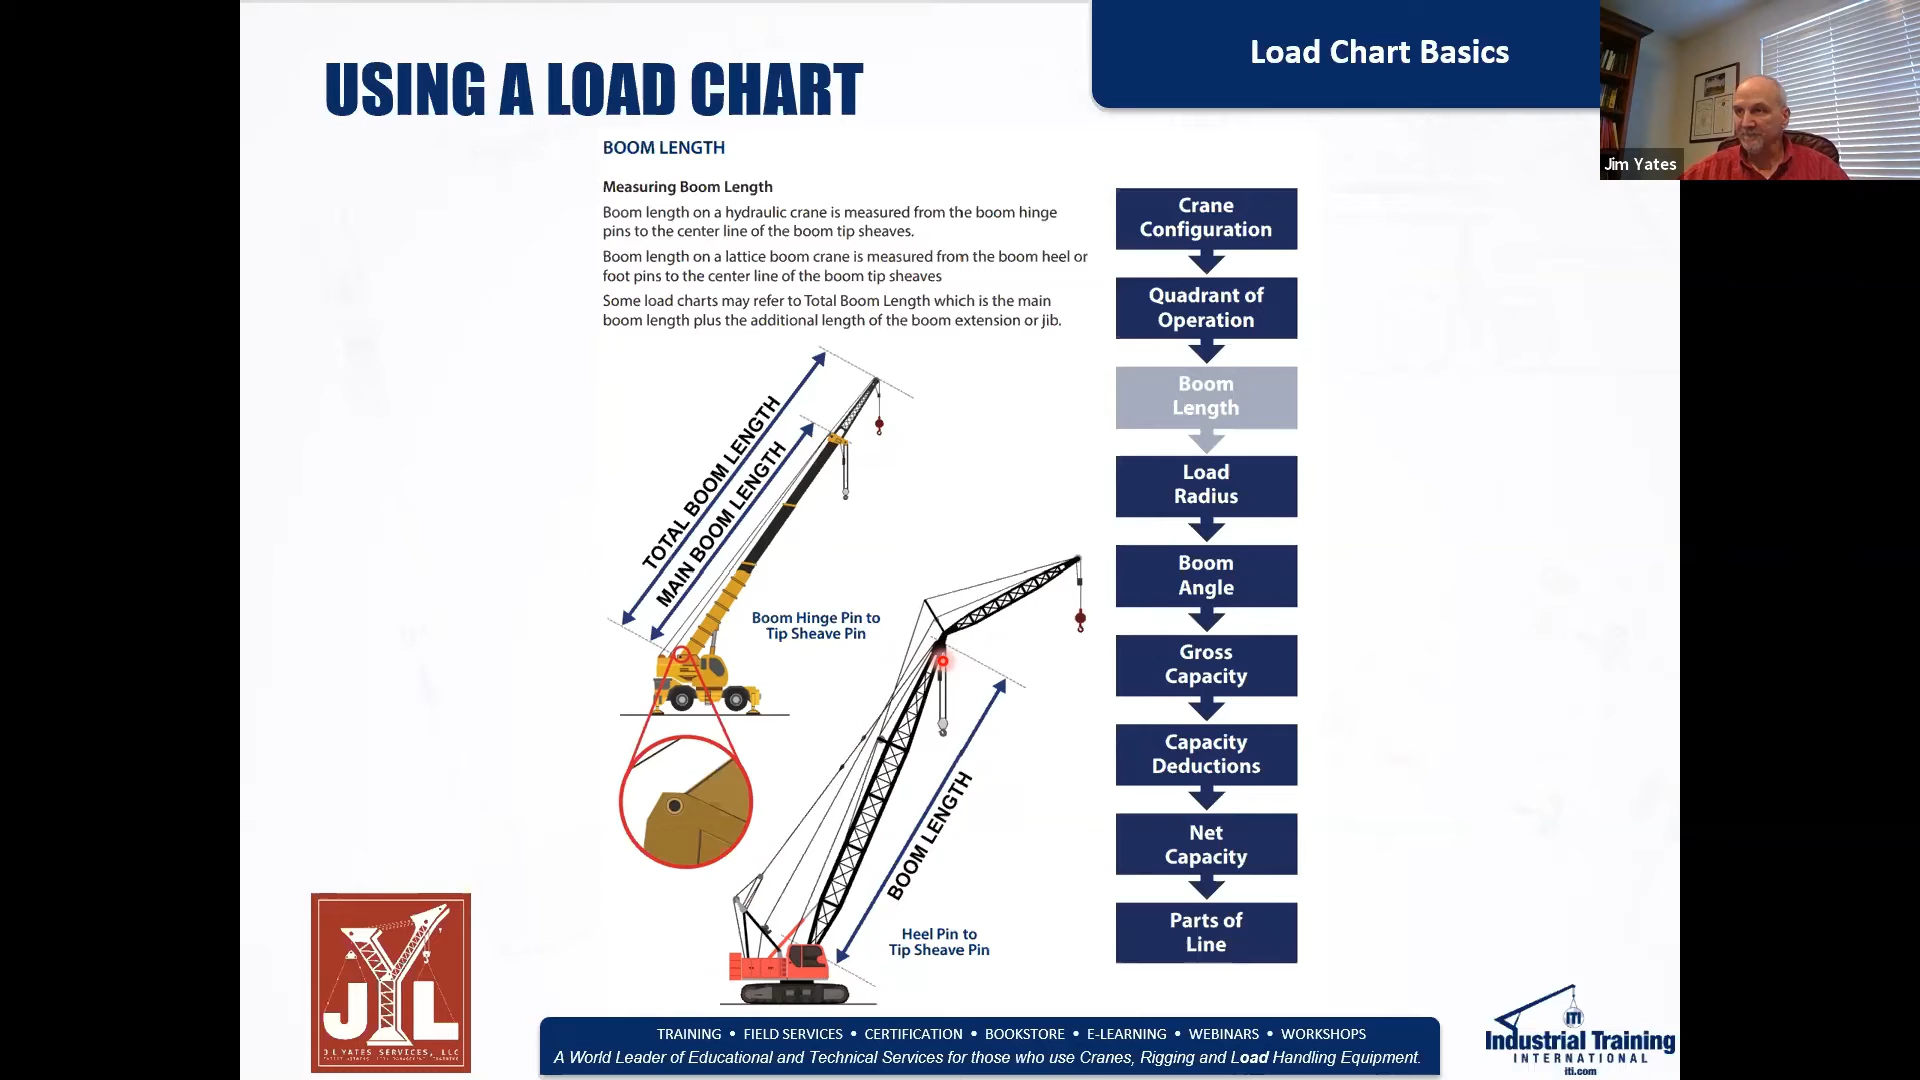 USING A LOAD CHART
Load Chart Basics
Jim Yates
BOOM LENGTH
Measuring Boom Length
Boom length on a hydraulic crane is measured from the boom hinge
pins to the center line of the boom tip sheaves.
Boom length on a lattice boom crane is measured from the boom heel or
foot pins to the center line of the boom tip sheaves
Some load charts may refer to Total Boom Length which is the main
boom length plus the additional length of the boom extension or jib.
TOTAL BOOM LENGTH
MAIN BOOM LENGTH
Boom Hinge Pin to
Tip Sheave Pin
BOOM LENGTH
Heel Pin to
Tip Sheave Pin
Crane
Configuration
Quadrant of
Operation
Boom
Length
Load
Radius
Boom
Angle
Gross
Capacity
Capacity
Deductions
Net
Capacity
Parts of
Line
JYL
J L YATES SERVICES, LLC
TRAINING • FIELD SERVICES • CERTIFICATION • BOOKSTORE • E-LEARNING • WEBINARS • WORKSHOPS
A World Leader of Educational and Technical Services for those who use Cranes, Rigging and Load Handling Equipment.
ITI
Industrial Training
INTERNATIONAL
iti.com